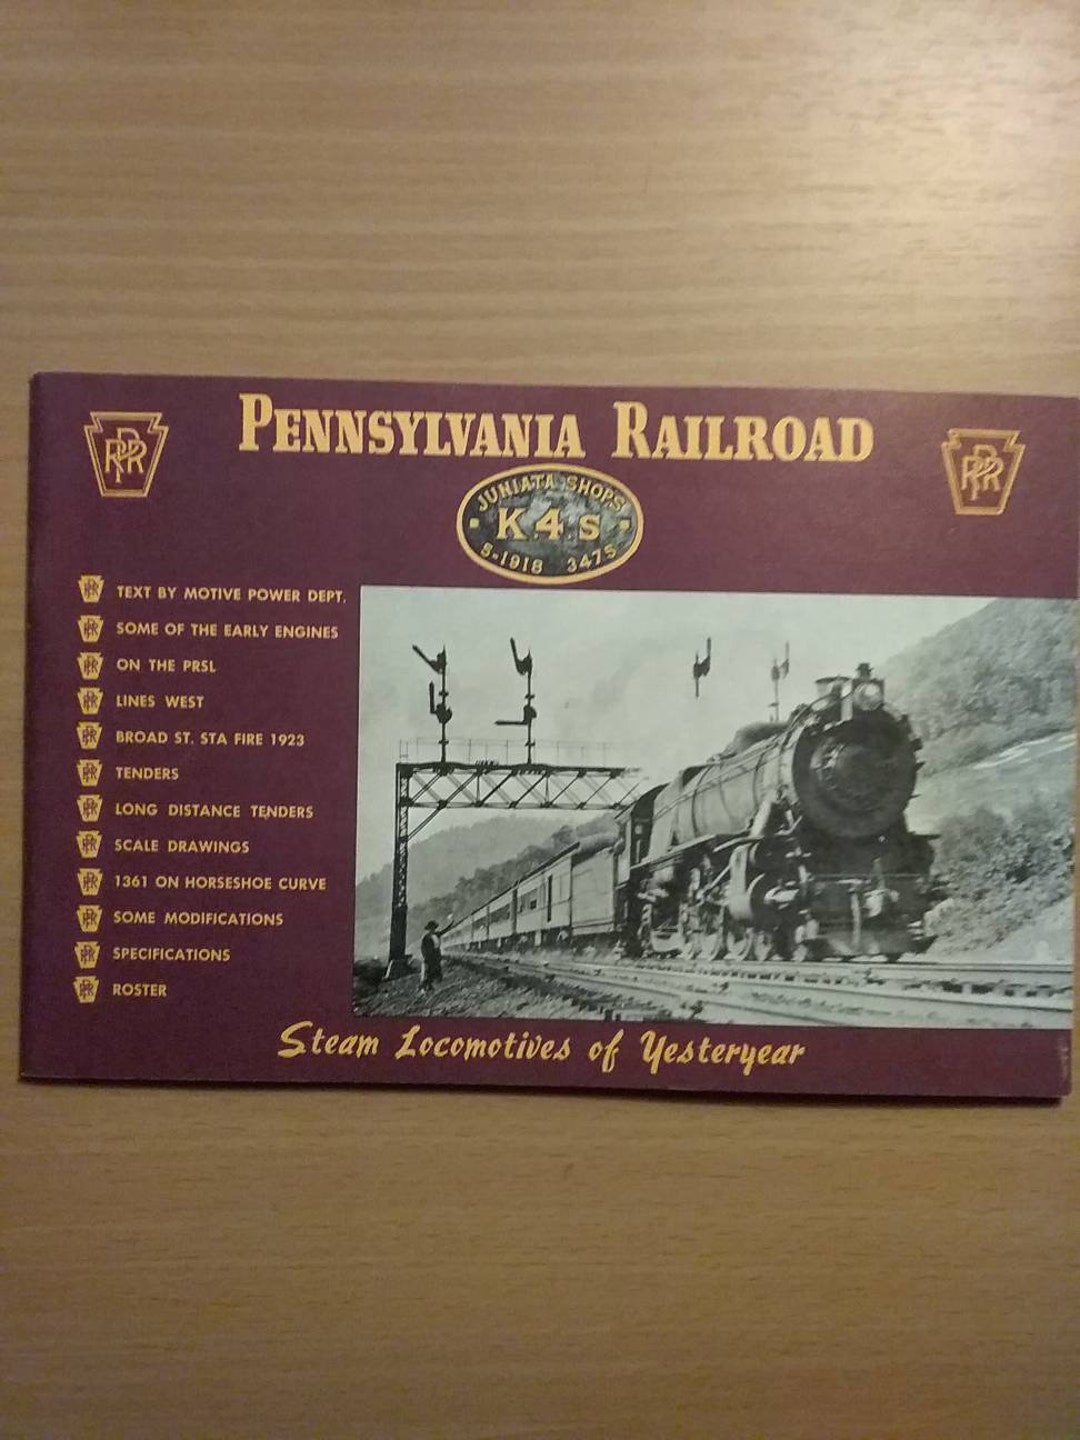 PENNSYLVANIA RAILROAD
PRR
PRR
JUNIATA SHOPS
K4s
5-1918 3475
TEXT BY MOTIVE POWER DEPT.
SOME OF THE EARLY ENGINES
ON THE PRSL
LINES WEST
BROAD ST. STA FIRE 1923
TENDERS
LONG DISTANCE TENDERS
SCALE DRAWINGS
1361 ON HORSESHOE CURVE
SOME MODIFICATIONS
SPECIFICATIONS
ROSTER
Steam Locomotives of Yesteryear